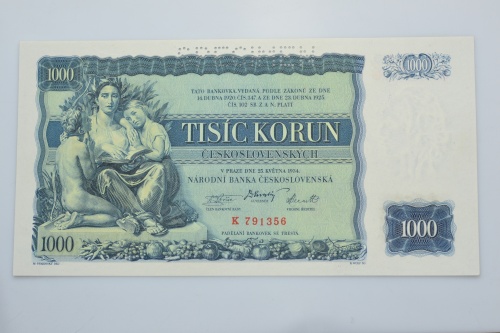 1000
1000
TATO BANKOVKA VYDANÁ PODLE ZÁKONŮ ZE DNE
14.DUBNA 1920 ČÍS.347 A ZE DNE 23.DUBNA 1925
ČÍS. 102 SB. Z. A N. PLATÍ
TISÍC KORUN
ČESKOSLOVENSKÝCH
V PRAZE DNE 25. KVĚTNA 1934.
NÁRODNÍ BANKA ČESKOSLOVENSKÁ
K 791356
PADĚLÁNÍ BANKOVEK SE TRESTÁ
1000
1000